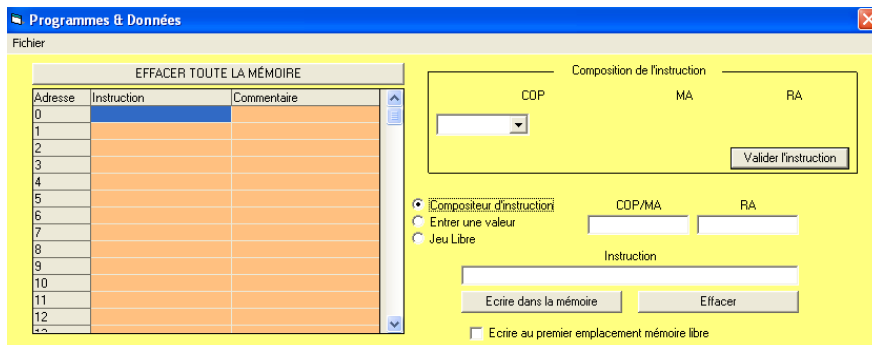 Programmes & Données
Fichier
EFFACER TOUTE LA MÉMOIRE
Adresse Instruction Commentaire
0
1
2
3
4
5
6
7
8
9
10
11
12
Composition de l'instruction
COP MA RA
Valider l'instruction
Compositeur d'instruction
Entrer une valeur
Jeu Libre
COP/MA RA
Instruction
Ecrire dans la mémoire Effacer
Ecrire au premier emplacement mémoire libre